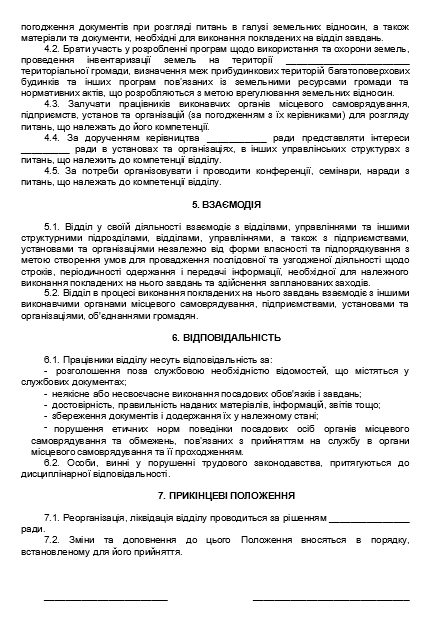 погодження документів при розгляді питань в галузі земельних відносин, а також
матеріали та документи, необхідні для виконання покладених на відділ завдань.
4.2. Брати участь у розробленні програм щодо використання та охорони земель,
проведення інвентаризації земель на території ______________________
територіальної громади, визначення меж прибудинкових територій багатоповерхових
будинків та інших програм пов'язаних із земельними ресурсами громади та
нормативних актів, що розробляються з метою врегулювання земельних відносин.
4.3. Залучати працівників виконавчих органів місцевого самоврядування,
підприємств, установ та організацій (за погодженням з їх керівниками) для розгляду
питань, що належать до його компетенції.
4.4. За дорученням керівництва ___________ ради представляти інтереси
_________ ради в установах та організаціях, в інших управлінських структурах з
питань, що належить до компетенції відділу.
4.5. За потреби організовувати і проводити конференції, семінари, наради з
питань, що належить до компетенції відділу.
5. ВЗАЄМОДІЯ
5.1. Відділ у своїй діяльності взаємодіє з відділами, управліннями та іншими
структурними підрозділами, відділами, управліннями, а також з підприємствами,
установами та організаціями незалежно від форми власності та підпорядкування з
метою створення умов для провадження послідовної та узгодженої діяльності щодо
строків, періодичності одержання і передачі інформації, необхідної для належного
виконання покладених на нього завдань та здійснення запланованих заходів.
5.2. Відділ в процесі виконання покладених на нього завдань взаємодіє з іншими
виконавчими органами місцевого самоврядування, підприємствами, установами та
організаціями, об'єднаннями громадян.
6. ВІДПОВІДАЛЬНІСТЬ
6.1. Працівники відділу несуть відповідальність за:
- розголошення поза службовою необхідністю відомостей, що містяться у
службових документах;
- неякісне або несвоєчасне виконання посадових обов'язків і завдань;
- достовірність, правильність наданих матеріалів, інформацій, звітів тощо;
- збереження документів і додержання їх у належному стані;
- порушення етичних норм поведінки посадових осіб органів місцевого
самоврядування та обмежень, пов'язаних з прийняттям на службу в органи
місцевого самоврядування та її проходженням.
6.2. Особи, винні у порушенні трудового законодавства, притягуються до
дисциплінарної відповідальності.
7. ПРИКІНЦЕВІ ПОЛОЖЕННЯ
7.1. Реорганізація, ліквідація відділу проводиться за рішенням _______________
ради.
7.2. Зміни та доповнення до цього Положення вносяться в порядку,
встановленому для його прийняття.
_______________________ _____________________________